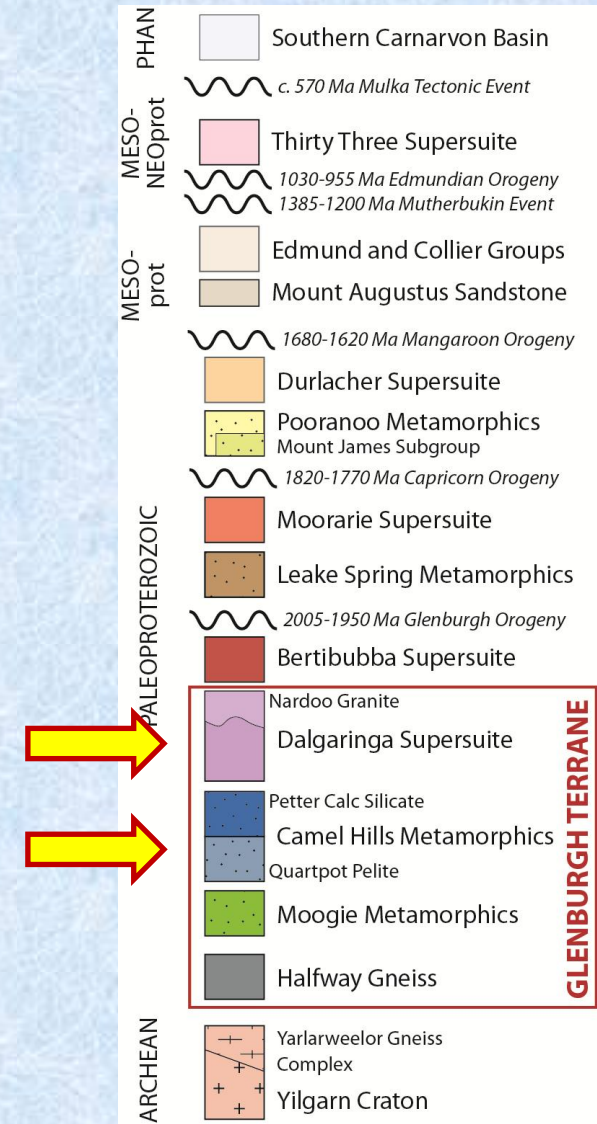 PHAN
Southern Carnarvon Basin
c. 570 Ma Mulka Tectonic Event
MESO-
NEOprot
Thirty Three Supersuite
1030-955 Ma Edmundian Orogeny
1385-1200 Ma Mutherbukin Event
MESO-
prot
Edmund and Collier Groups
Mount Augustus Sandstone
1680-1620 Ma Mangaroon Orogeny
PALEOPROTEROZOIC
Durlacher Supersuite
Pooranoo Metamorphics
Mount James Subgroup
1820-1770 Ma Capricorn Orogeny
Moorarie Supersuite
Leake Spring Metamorphics
2005-1950 Ma Glenburgh Orogeny
Bertibubba Supersuite
GLENBURGH TERRANE
Nardoo Granite
Dalgaringa Supersuite
Petter Calc Silicate
Camel Hills Metamorphics
Quartpot Pelite
Moogie Metamorphics
Halfway Gneiss
ARCHEAN
Yarlarweelor Gneiss
Complex
Yilgarn Craton